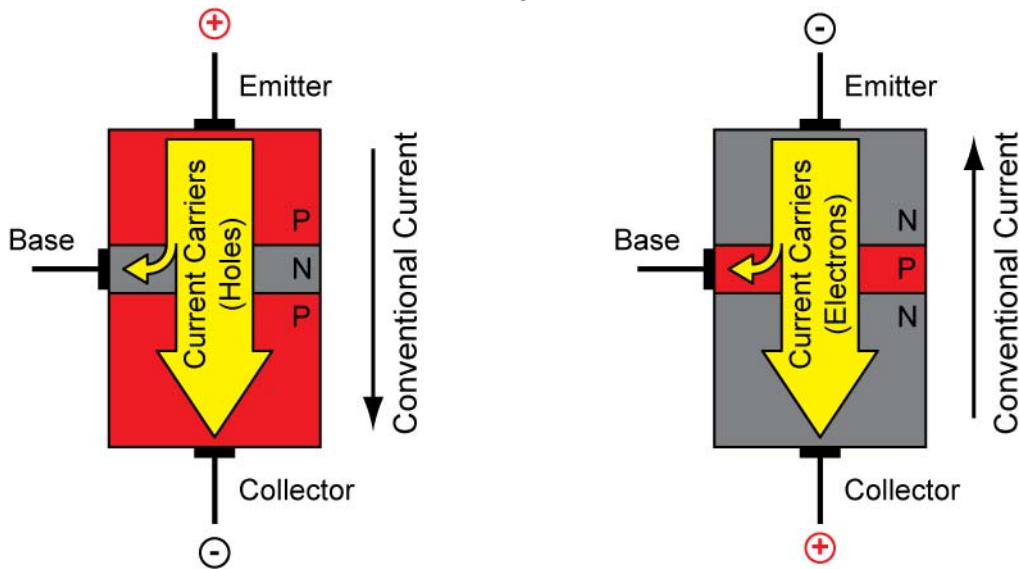 +
Emitter
Current Carriers
(Holes)
Conventional Current
P
Base
N
P
Collector
-
-
Emitter
Current Carriers
(Electrons)
Conventional Current
N
Base
P
N
Collector
+